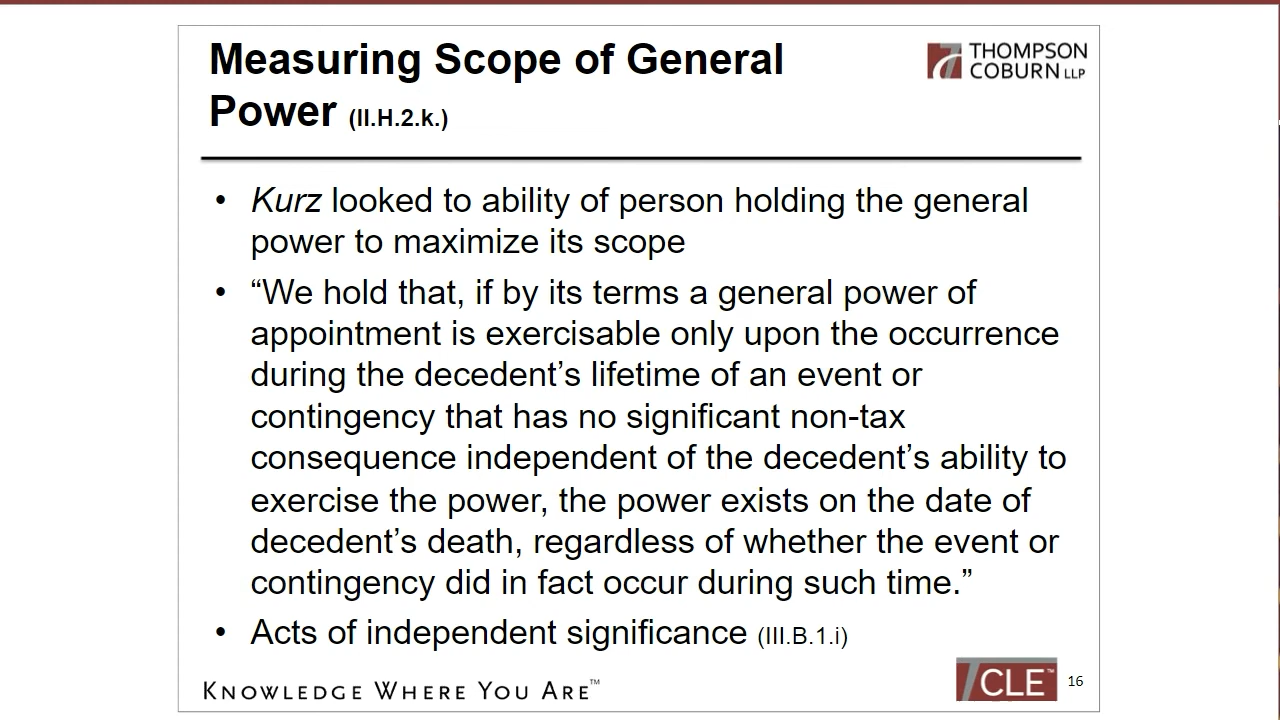 Measuring Scope of General
Power (II.H.2.k.)
THOMPSON
COBURN LLP
• Kurz looked to ability of person holding the general
power to maximize its scope
• “We hold that, if by its terms a general power of
appointment is exercisable only upon the occurrence
during the decedent’s lifetime of an event or
contingency that has no significant non-tax
consequence independent of the decedent’s ability to
exercise the power, the power exists on the date of
decedent’s death, regardless of whether the event or
contingency did in fact occur during such time.”
• Acts of independent significance (III.B.1.i)
KNOWLEDGE WHERE YOU ARE™
CLE™
16